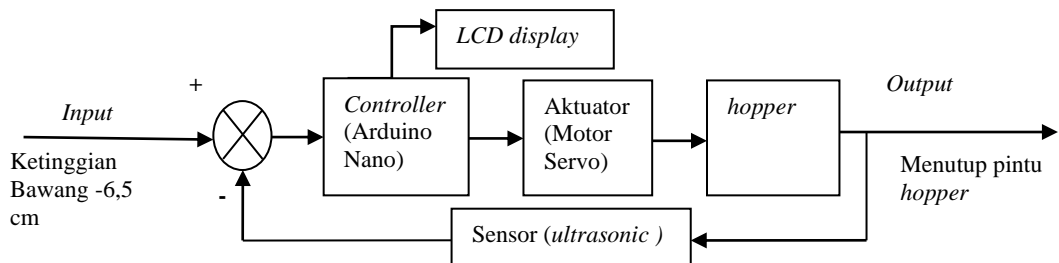 LCD display
+
Input
Controller
(Arduino
Nano)
Aktuator
(Motor
Servo)
hopper
Output
Ketinggian
Bawang -6,5
cm
-
Menutup pintu
hopper
Sensor (ultrasonic )